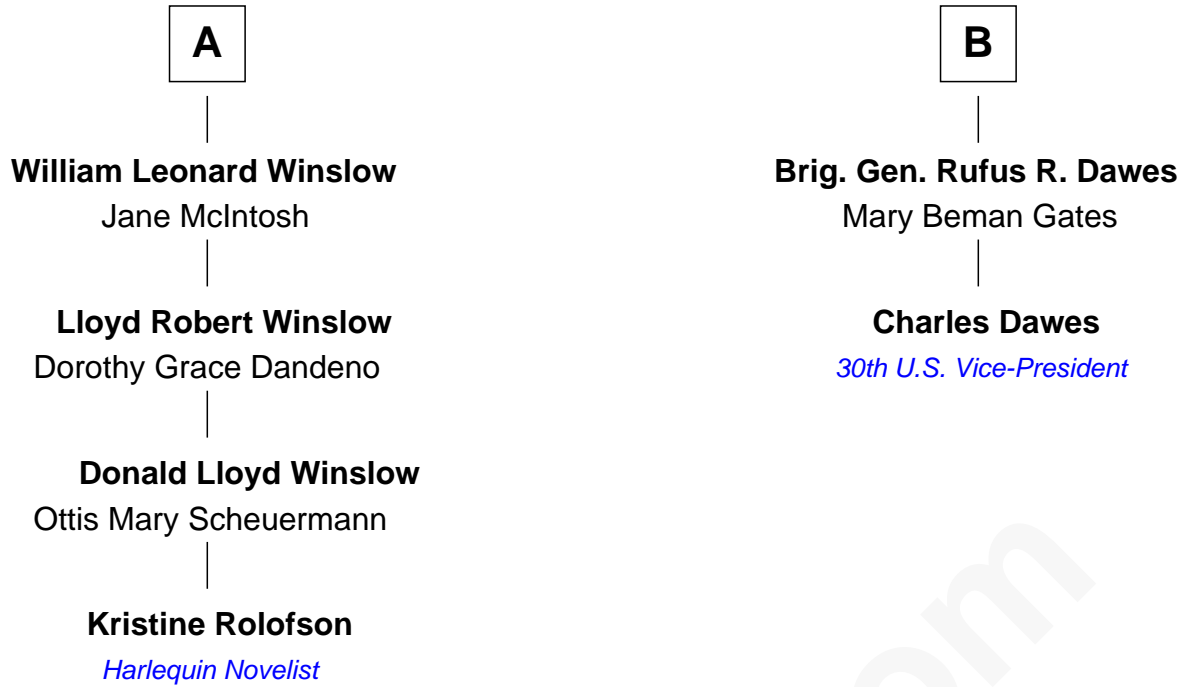 A
William Leonard Winslow
Jane McIntosh
Lloyd Robert Winslow
Dorothy Grace Dandeno
Donald Lloyd Winslow
Ottis Mary Scheuermann
Kristine Rolofson
Harlequin Novelist
B
Brig. Gen. Rufus R. Dawes
Mary Beman Gates
Charles Dawes
30th U.S. Vice-President
om